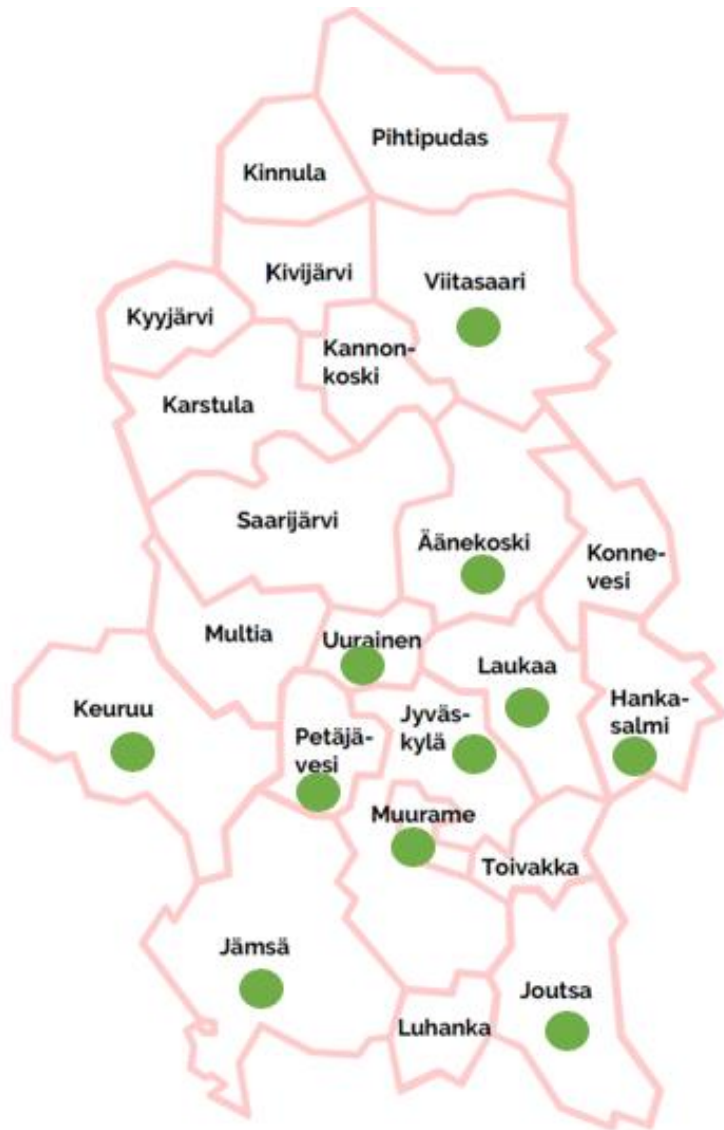 Pihtipudas
Kinnula
Kivijärvi
Viitasaari
Kyyjärvi
Kannon-
koski
Karstula
Saarijärvi
Äänekoski
Konne-
vesi
Multia
Uurainen
Laukaa
Keuruu
Petäjä-
vesi
Jyväs-
kylä
Hanka-
salmi
Muurame
Toivakka
Jämsä
Joutsa
Luhanka